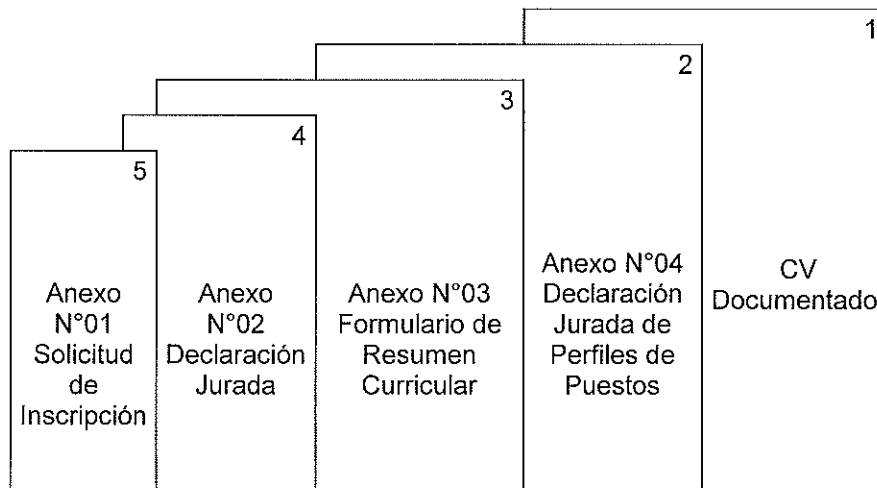 1
2
3
4
5
Anexo
N°01
Solicitud
de
Inscripción
Anexo
N°02
Declaración
Jurada
Anexo N°03
Formulario de
Resumen
Curricular
Anexo N°04
Declaración
Jurada de
Perfiles de
Puestos
CV
Documentado